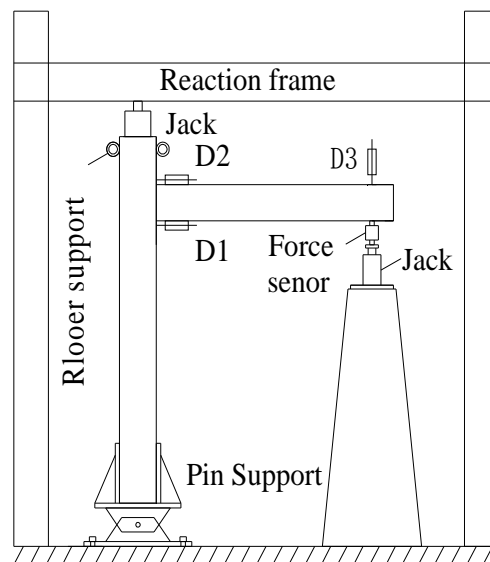 Reaction frame
Jack
D2
D3
D1
Force
senor
Jack
Rlooer support
Pin Support